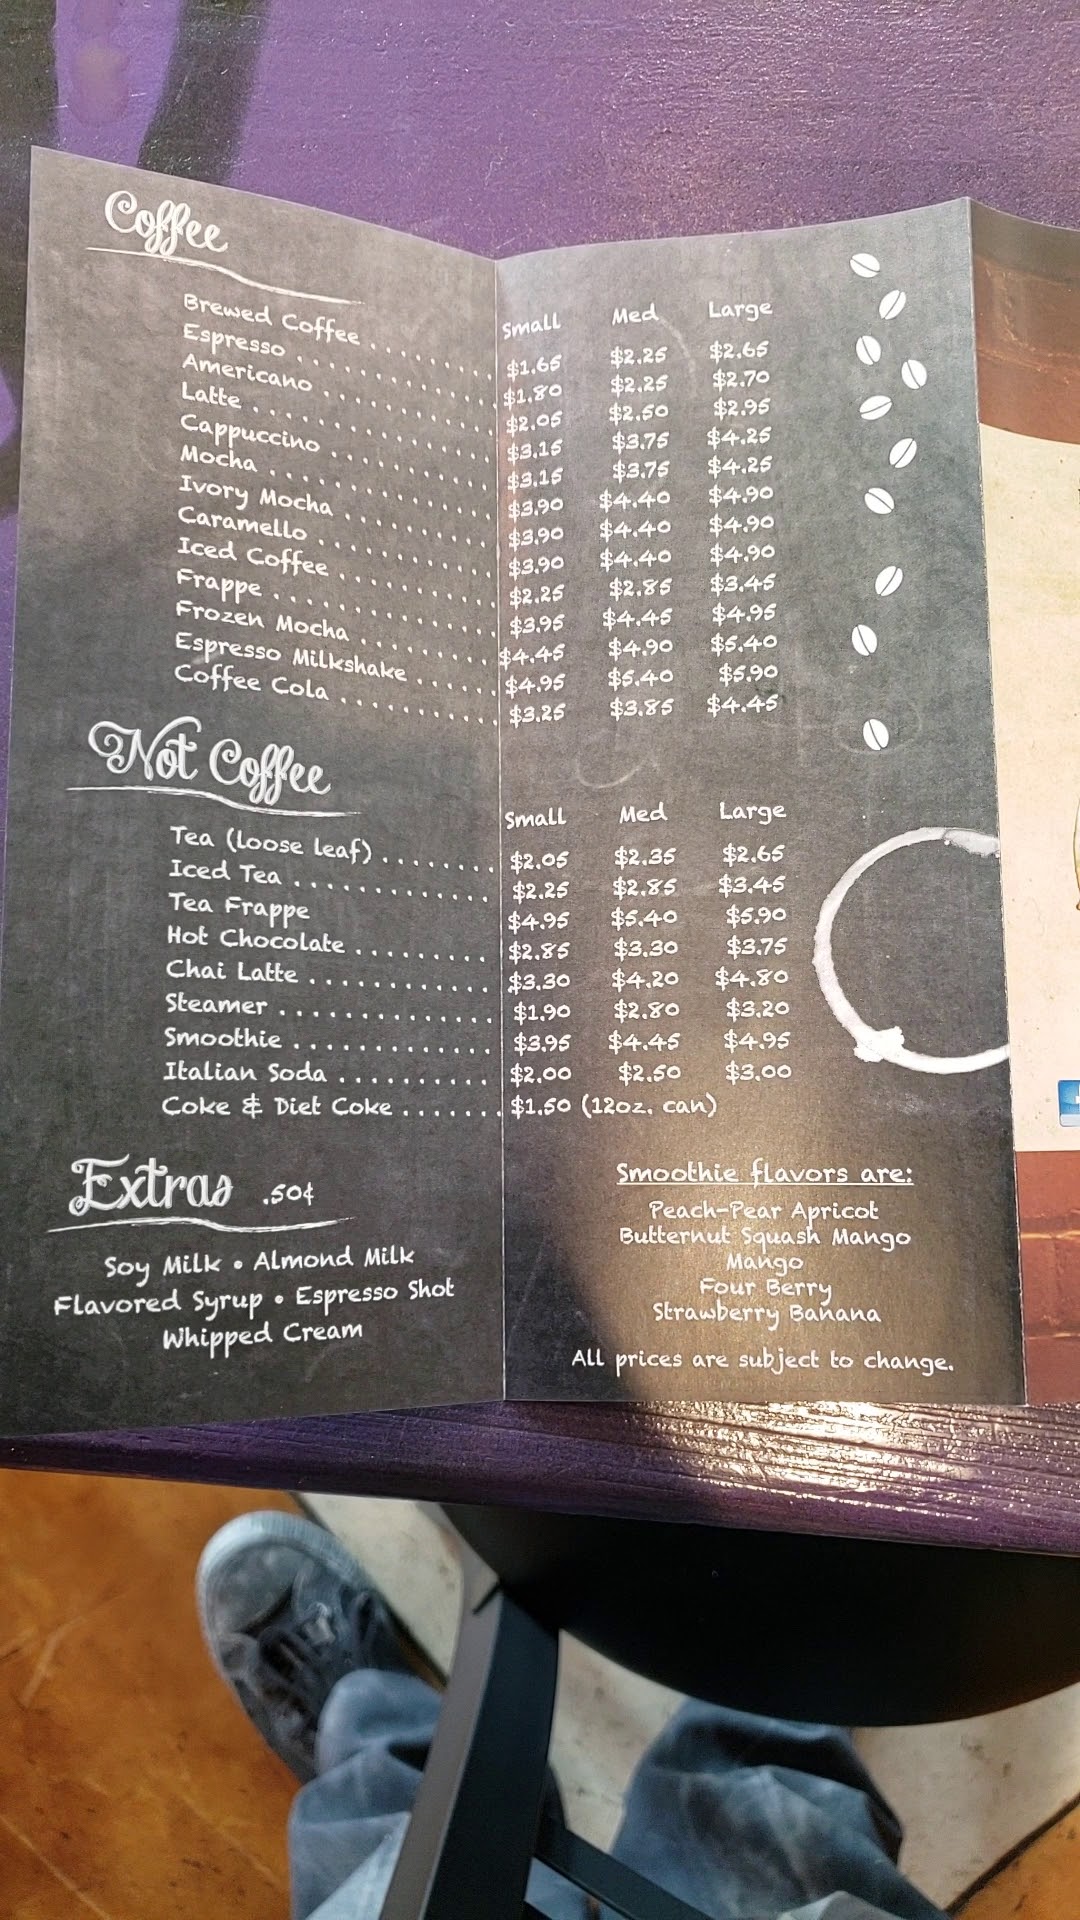 Coffee
Small Med Large
Brewed Coffee . . . . . . . . $1.65 $2.25 $2.65
Espresso . . . . . . . . . . . . . $1.80 $2.25 $2.70
Americano . . . . . . . . . . . $2.05 $2.50 $2.95
Latte . . . . . . . . . . . . . . . $3.15 $3.75 $4.25
Cappuccino . . . . . . . . . . $3.15 $3.75 $4.25
Mocha . . . . . . . . . . . . . . $3.90 $4.40 $4.90
Ivory Mocha . . . . . . . . . $3.90 $4.40 $4.90
Caramello . . . . . . . . . . . $3.90 $4.40 $4.90
Iced Coffee . . . . . . . . . . $2.25 $2.85 $3.45
Frappe . . . . . . . . . . . . . . $3.95 $4.45 $4.95
Frozen Mocha . . . . . . . . $4.45 $4.90 $5.40
Espresso Milkshake . . . . . . $4.95 $5.40 $5.90
Coffee Cola . . . . . . . . . . $3.25 $3.85 $4.45
Not Coffee
Small Med Large
Tea (loose leaf) . . . . . . . $2.05 $2.35 $2.65
Iced Tea . . . . . . . . . . . . $2.25 $2.85 $3.45
Tea Frappe $4.95 $5.40 $5.90
Hot Chocolate . . . . . . . . $2.85 $3.30 $3.75
Chai Latte . . . . . . . . . . . $3.30 $4.20 $4.80
Steamer . . . . . . . . . . . . . $1.90 $2.80 $3.20
Smoothie . . . . . . . . . . . . $3.95 $4.45 $4.95
Italian Soda . . . . . . . . . $2.00 $2.50 $3.00
Coke & Diet Coke . . . . . . . $1.50 (12oz. can)
Extras .50¢
Soy Milk • Almond Milk
Flavored Syrup • Espresso Shot
Whipped Cream
Smoothie flavors are:
Peach-Pear Apricot
Butternut Squash Mango
Mango
Four Berry
Strawberry Banana
All prices are subject to change.